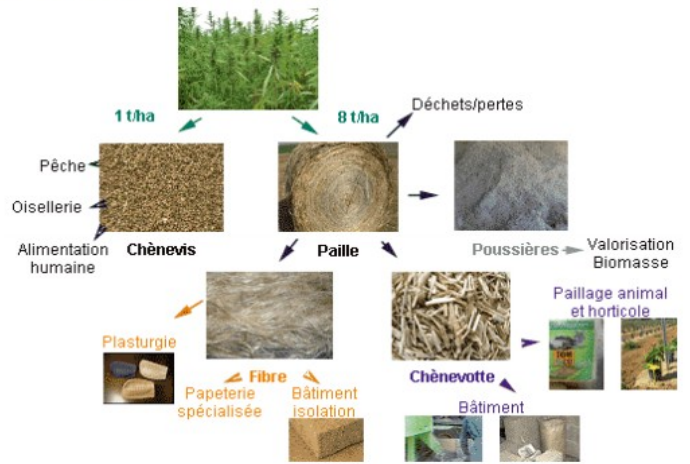 1 t/ha
8 t/ha
Déchets/pertes
Pêche
Oisellerie
Alimentation
humaine
Chènevis
Paille
Poussières
Valorisation
Biomasse
Paillage animal
et horticole
Plasturgie
Fibre
Papeterie
spécialisée
Bâtiment
isolation
Chènevotte
Bâtiment